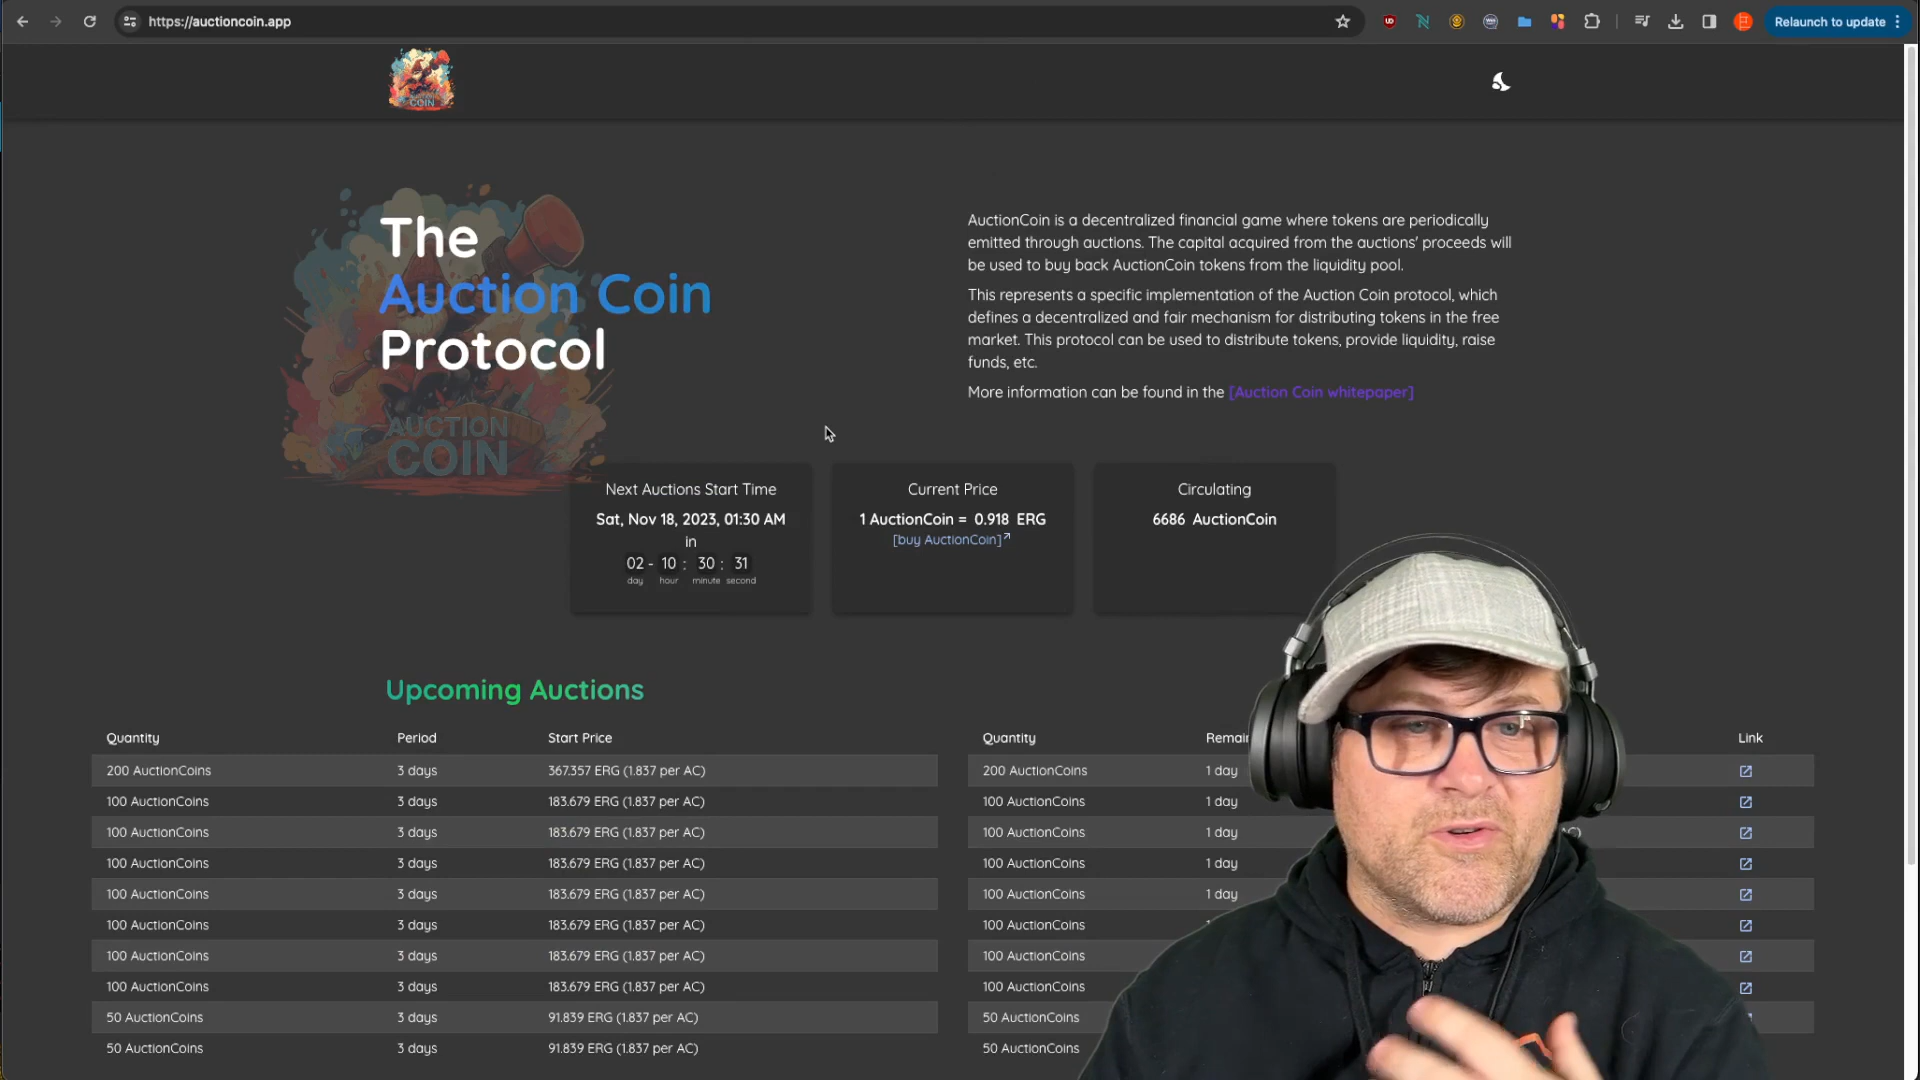 https://auctioncoin.app
Relaunch to update
COIN
The
Auction Coin
Protocol
AUCTION
COIN
AuctionCoin is a decentralized financial game where tokens are periodically
emitted through auctions. The capital acquired from the auctions' proceeds will
be used to buy back AuctionCoin tokens from the liquidity pool.
This represents a specific implementation of the Auction Coin protocol, which
defines a decentralized and fair mechanism for distributing tokens in the free
market. This protocol can be used to distribute tokens, provide liquidity, raise
funds, etc.
More information can be found in the [Auction Coin whitepaper]
Next Auctions Start Time
Sat, Nov 18, 2023, 01:30 AM
in
02 - 10 : 30 : 31
day hour minute second
Current Price
1 AuctionCoin = 0.918 ERG
[buy AuctionCoin]
Circulating
6686 AuctionCoin
Upcoming Auctions
Quantity Period Start Price
200 AuctionCoins 3 days 367.357 ERG (1.837 per AC)
100 AuctionCoins 3 days 183.679 ERG (1.837 per AC)
100 AuctionCoins 3 days 183.679 ERG (1.837 per AC)
100 AuctionCoins 3 days 183.679 ERG (1.837 per AC)
100 AuctionCoins 3 days 183.679 ERG (1.837 per AC)
100 AuctionCoins 3 days 183.679 ERG (1.837 per AC)
100 AuctionCoins 3 days 183.679 ERG (1.837 per AC)
100 AuctionCoins 3 days 183.679 ERG (1.837 per AC)
50 AuctionCoins 3 days 91.839 ERG (1.837 per AC)
50 AuctionCoins 3 days 91.839 ERG (1.837 per AC)
Quantity Link
200 AuctionCoins 1 day
100 AuctionCoins 1 day
100 AuctionCoins 1 day
100 AuctionCoins 1 day
100 AuctionCoins 1 day
100 AuctionCoins
100 AuctionCoins
100 AuctionCoins
50 AuctionCoins
50 AuctionCoins